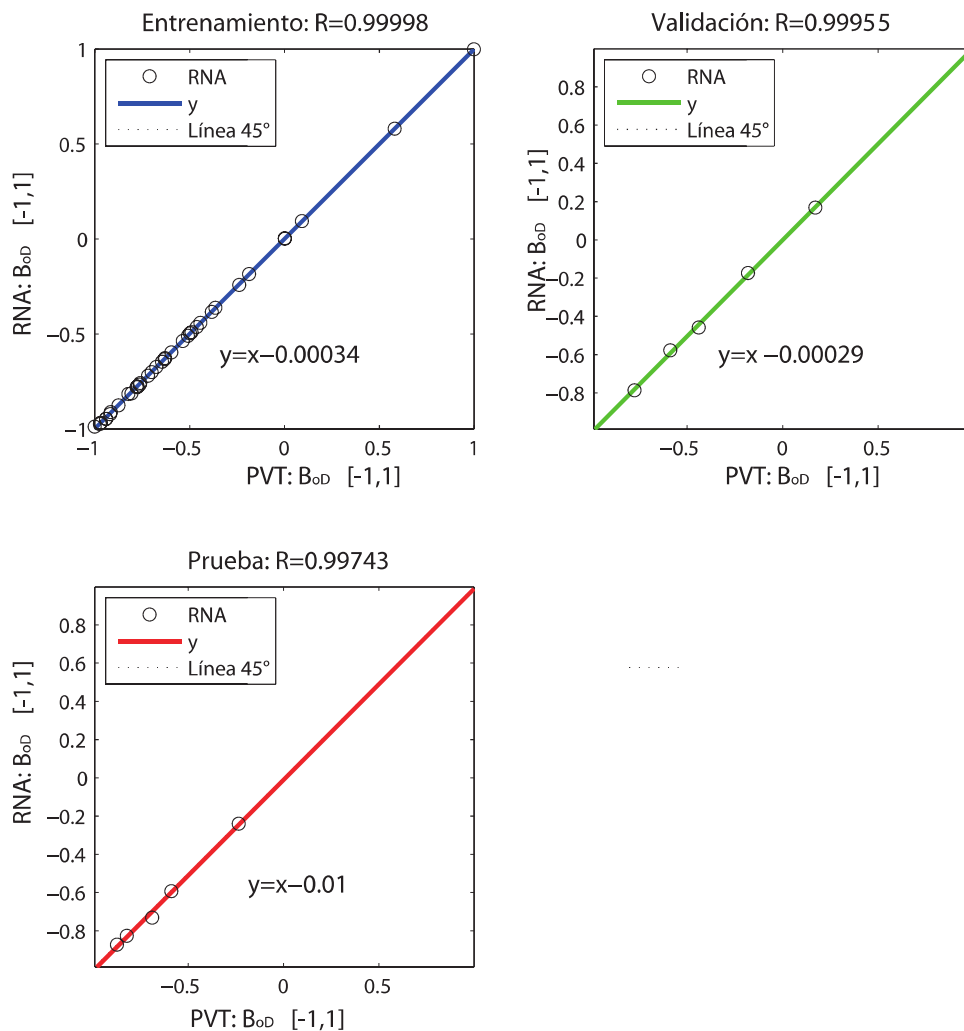 Entrenamiento: R=0.99998
RNA
y
Línea 45°
1
0.5
0
−0.5
−1
RNA: BoD [-1,1]
y=x−0.00034
−1
−0.5
0
0.5
1
PVT: BoD [-1,1]
Validación: R=0.99955
RNA
y
Línea 45°
0.8
0.6
0.4
0.2
0
−0.2
−0.4
−0.6
−0.8
RNA: BoD [-1,1]
y=x −0.00029
−0.5
0
0.5
PVT: BoD [-1,1]
Prueba: R=0.99743
RNA
y
Línea 45°
0.8
0.6
0.4
0.2
0
−0.2
−0.4
−0.6
−0.8
RNA: BoD [-1,1]
y=x−0.01
−0.5
0
0.5
PVT: BoD [-1,1]